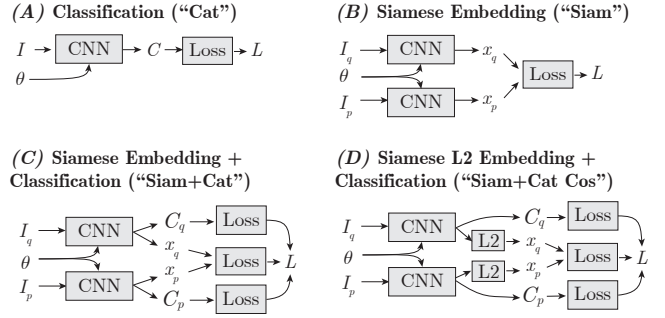 (A) Classification (“Cat”)
I CNN C Loss L
θ
(B) Siamese Embedding (“Siam”)
I_q CNN x_q
θ Loss L
I_p CNN x_p
(C) Siamese Embedding +
Classification (“Siam+Cat”)
C_q Loss
I_q CNN
x_q
θ Loss L
x_p
I_p CNN
C_p Loss
(D) Siamese L2 Embedding +
Classification (“Siam+Cat Cos”)
C_q Loss
I_q CNN
L2 x_q
θ Loss L
L2 x_p
I_p CNN
C_p Loss